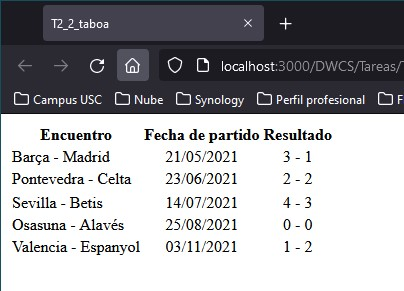 T2_2_taboa
localhost:3000/DWCS/Tareas/
Campus USC Nube Synology Perfil profesional
Encuentro Fecha de partido Resultado
Barça - Madrid 21/05/2021 3 - 1
Pontevedra - Celta 23/06/2021 2 - 2
Sevilla - Betis 14/07/2021 4 - 3
Osasuna - Alavés 25/08/2021 0 - 0
Valencia - Espanyol 03/11/2021 1 - 2